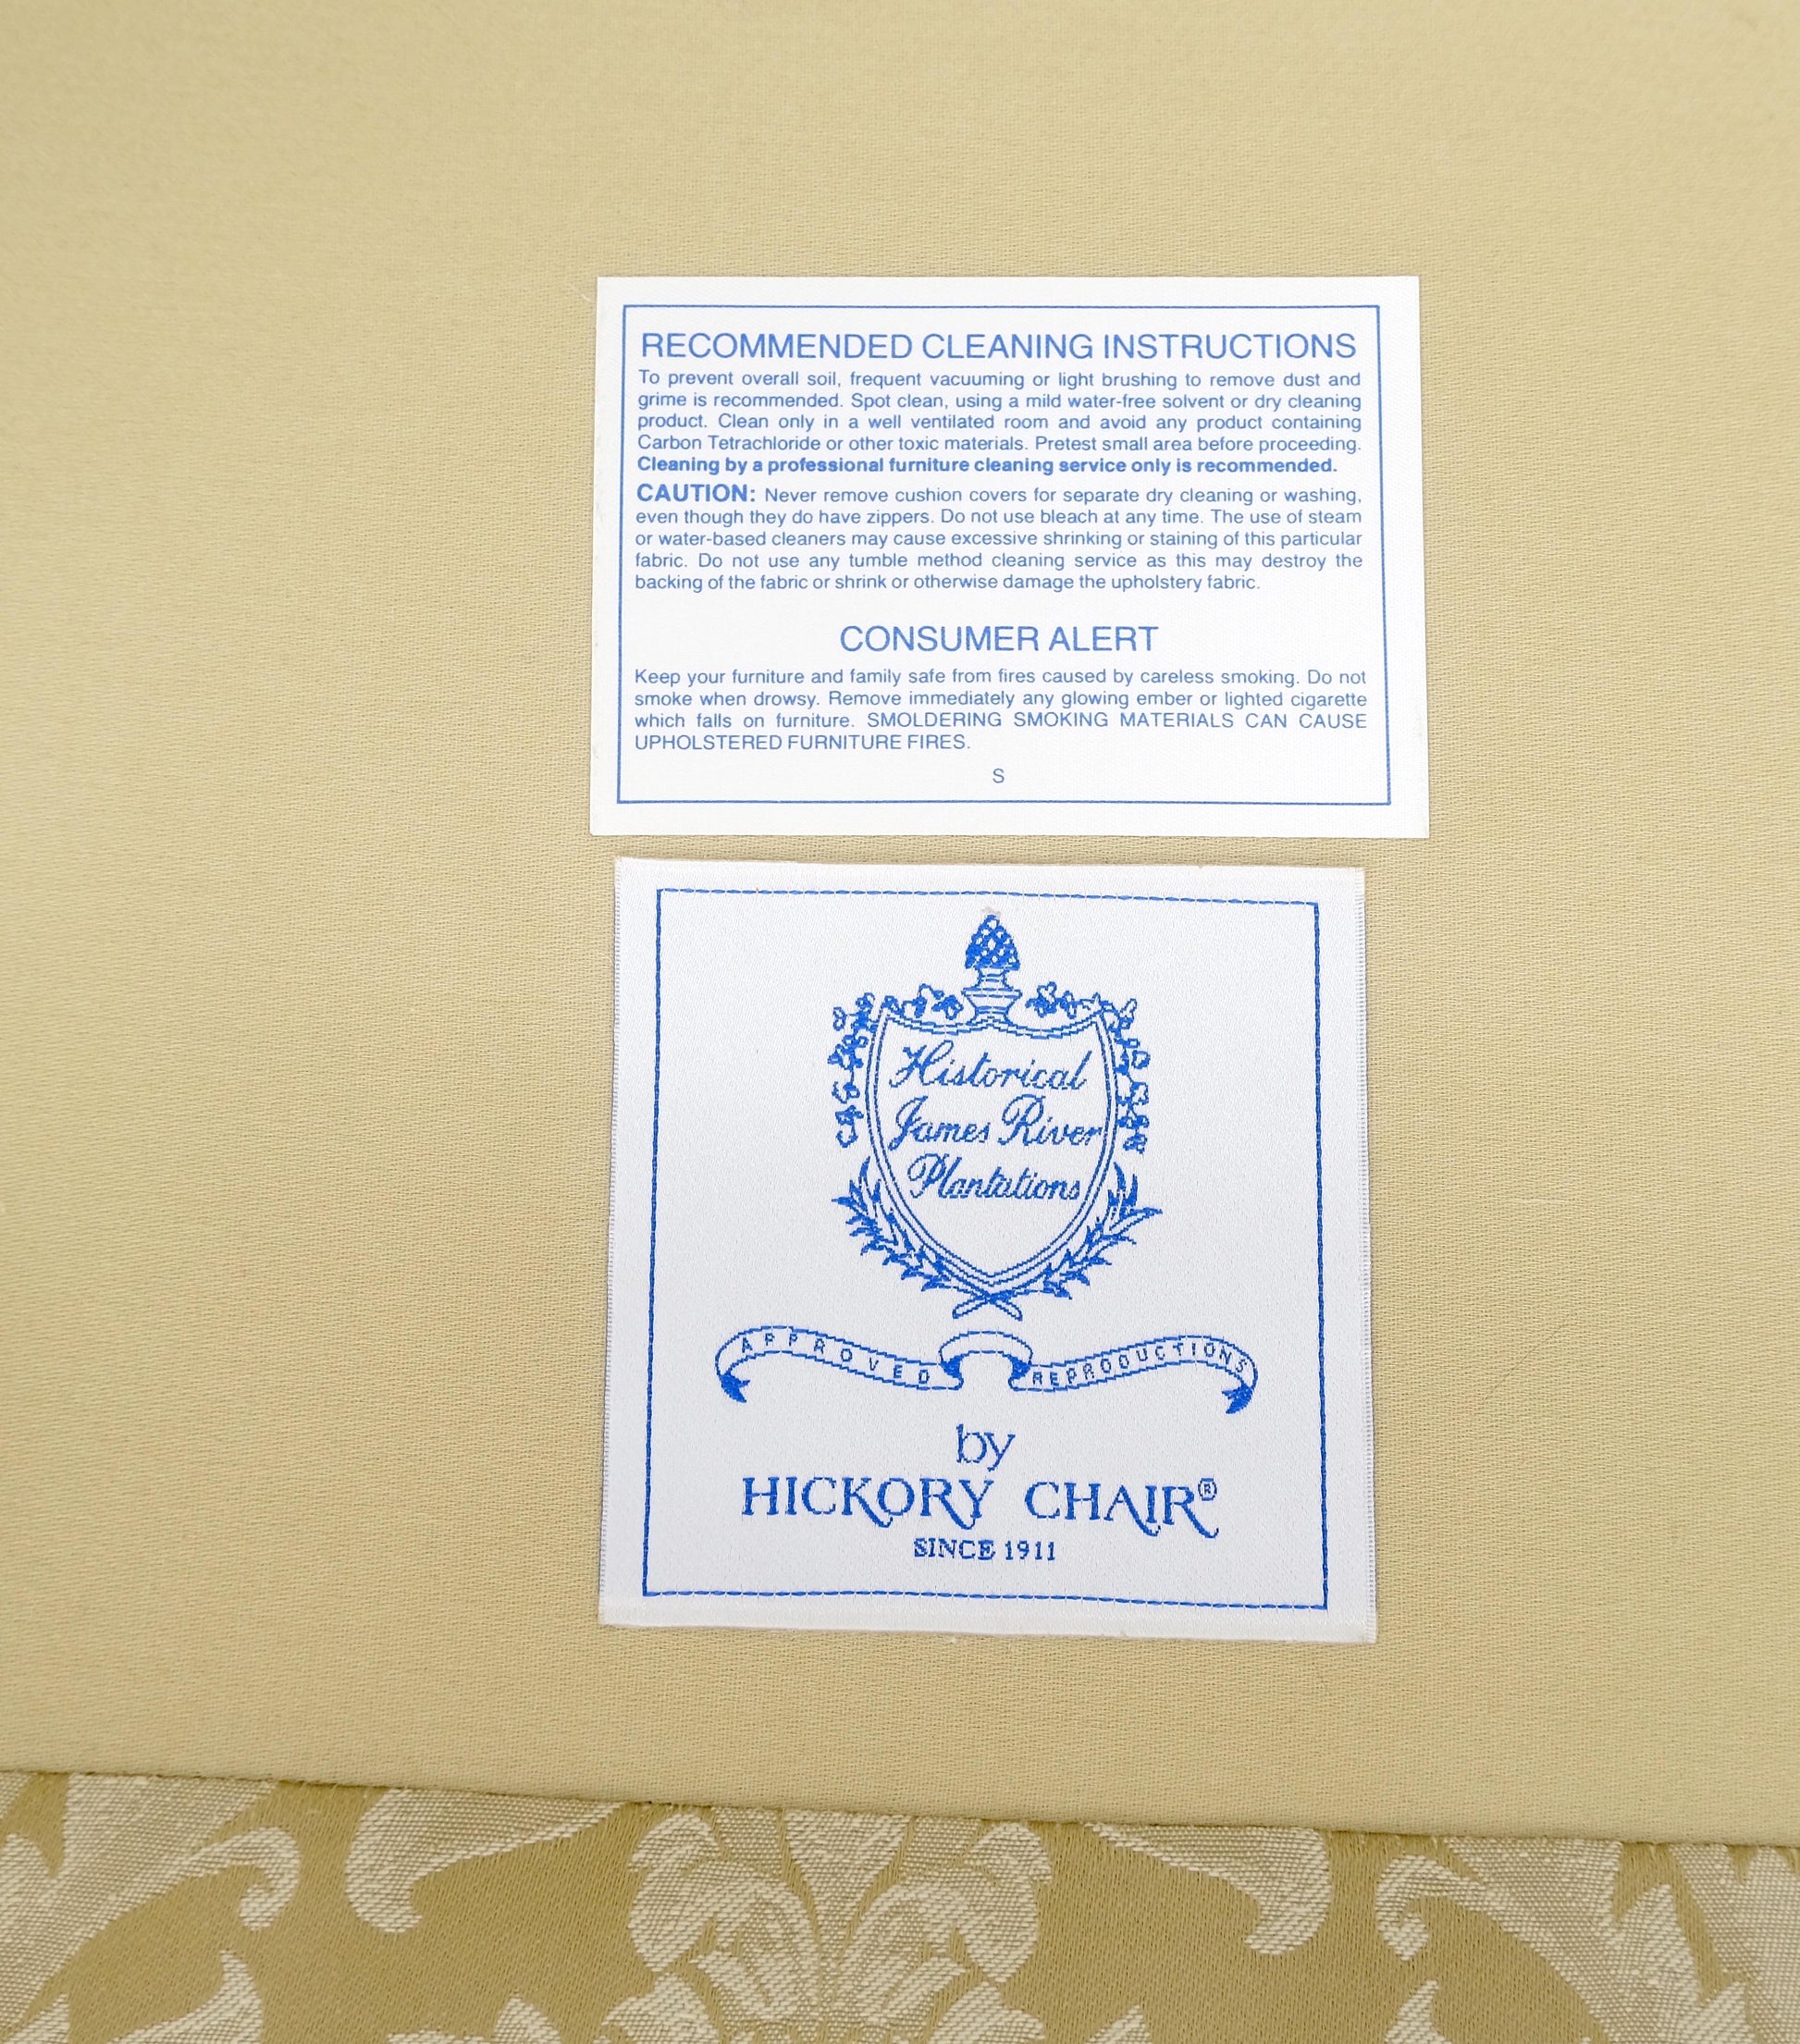 RECOMMENDED CLEANING INSTRUCTIONS
To prevent overall soil, frequent vacuuming or light brushing to remove dust and
grime is recommended. Spot clean, using a mild water-free solvent or dry cleaning
product. Clean only in a well ventilated room and avoid any product containing
Carbon Tetrachloride or other toxic materials. Pretest small area before proceeding.
Cleaning by a professional furniture cleaning service only is recommended.
CAUTION: Never remove cushion covers for separate dry cleaning or washing,
even though they do have zippers. Do not use bleach at any time. The use of steam
or water-based cleaners may cause excessive shrinking or staining of this particular
fabric. Do not use any tumble method cleaning service as this may destroy the
backing of the fabric or shrink or otherwise damage the upholstery fabric.
CONSUMER ALERT
Keep your furniture and family safe from fires caused by careless smoking. Do not
smoke when drowsy. Remove immediately any glowing ember or lighted cigarette
which falls on furniture. SMOLDERING SMOKING MATERIALS CAN CAUSE
UPHOLSTERED FURNITURE FIRES.
S
Historical
James River
Plantations
APPROVED REPRODUCTIONS
by
HICKORY CHAIR®
SINCE 1911